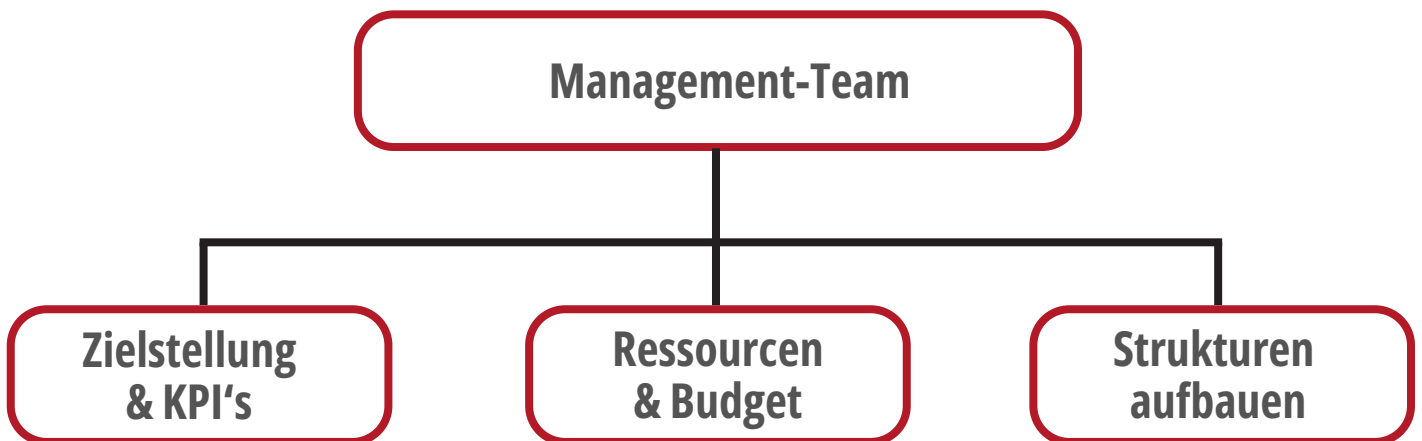 Management-Team
Zielstellung
& KPI‘s
Ressourcen
& Budget
Strukturen
aufbauen